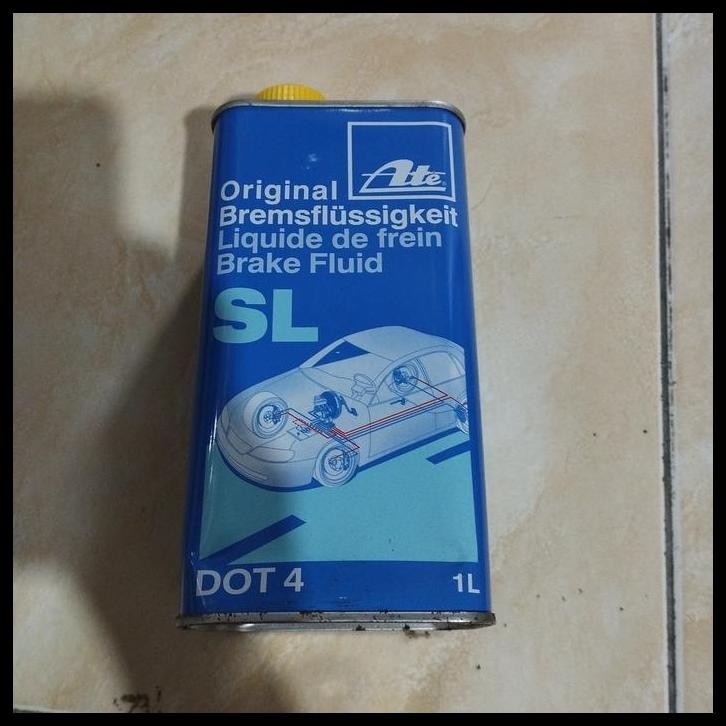 Ate
Original
Bremsflüssigkeit
Liquide de frein
Brake Fluid
SL
DOT 4
1L